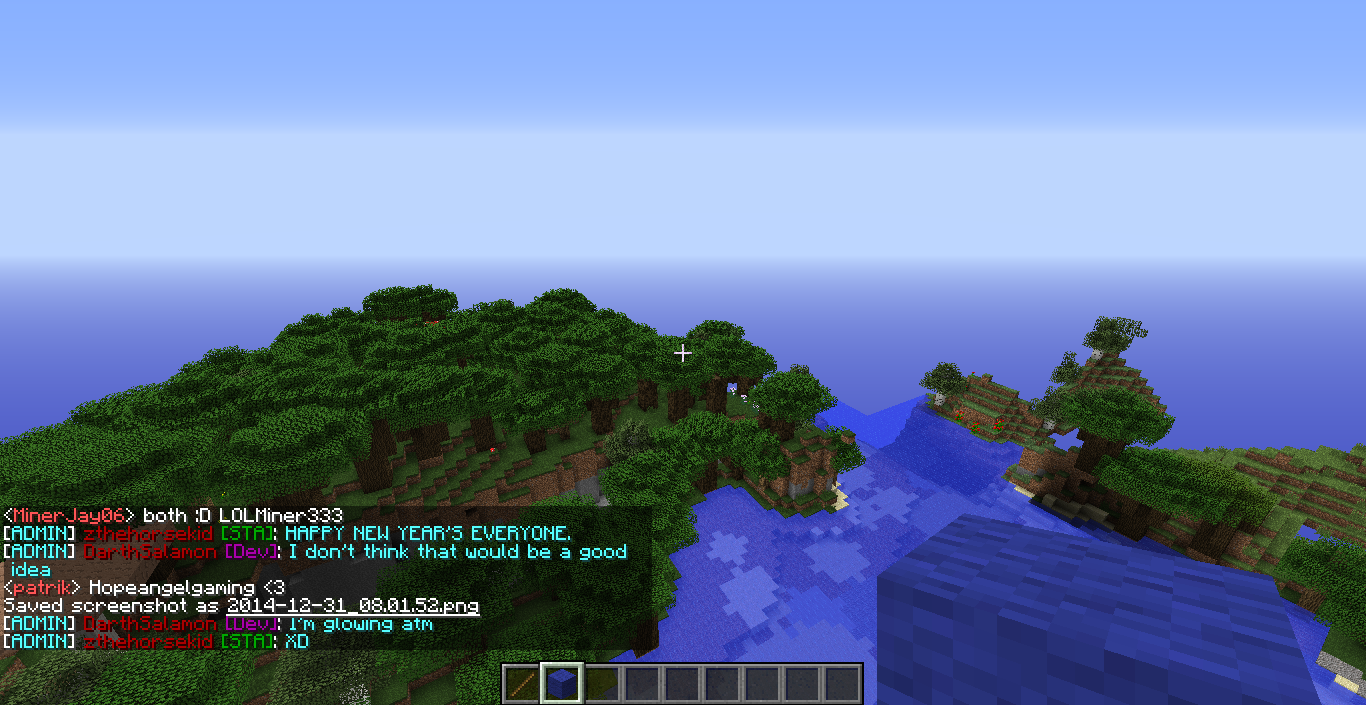 <MinerJay06> both :D LOLMiner333
[ADMIN] zthehorsekid [STA]: HAPPY NEW YEAR'S EVERYONE.
[ADMIN] DarthSalamon [Dev]: I don't think that would be a good
idea
<patrik> Hopeangelgaming <3
Saved screenshot as 2014-12-31_08.01.52.png
[ADMIN] DarthSalamon [Dev]: I'm glowing atm
[ADMIN] zthehorsekid [STA]: XD